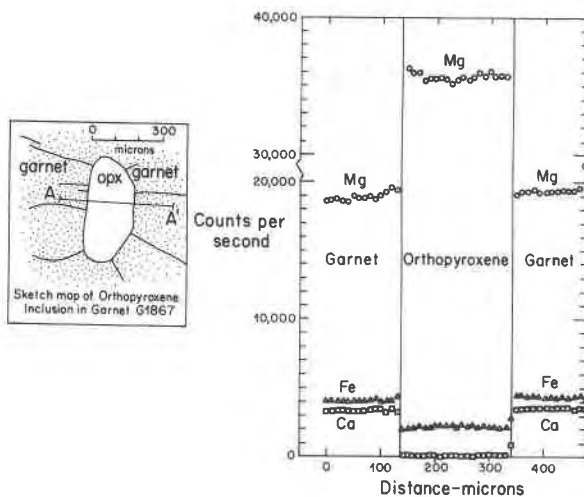 40,000
Mg
30,000
20,000
Mg
Mg
Counts per
second
Garnet
Orthopyroxene
Garnet
10,000
Fe
Fe
Ca
Ca
0
0
100
200
300
400
Distance-microns
0
300
microns
garnet
opx
garnet
A
A'
Sketch map of Orthopyroxene
Inclusion in Garnet G1867